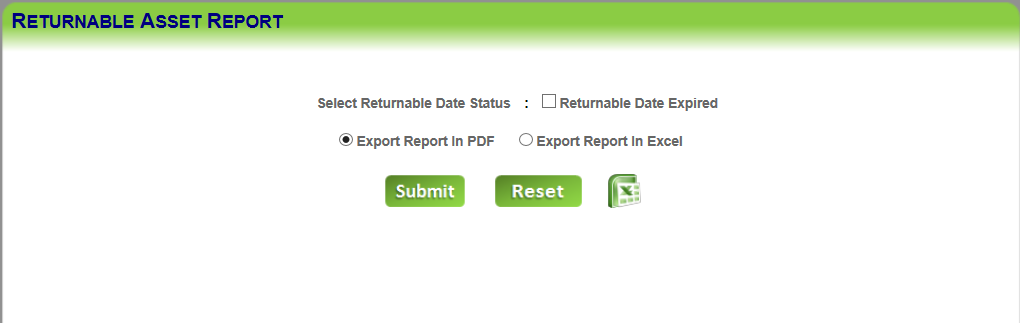 RETURNABLE ASSET REPORT
Select Returnable Date Status : Returnable Date Expired
Export Report In PDF Export Report In Excel
Submit Reset